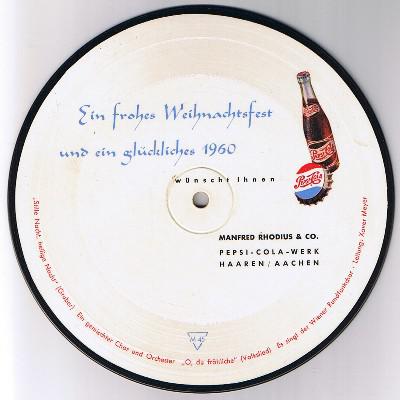 Ein frohes Weihnachtsfest
und ein glückliches 1960
wünscht Ihnen
MANFRED RHODIUS & CO.
PEPSI-COLA-WERK
HAAREN/AACHEN
Pepsi-Cola
Pepsi-Cola
M 45
„Stille Nacht, heilige Nacht" (Gruber) Ein gemischter Chor und Orchester „O, du fröhliche" (Volkslied) Es singt der Wiener Rundfunkchor - Leitung: Xaver Meyer